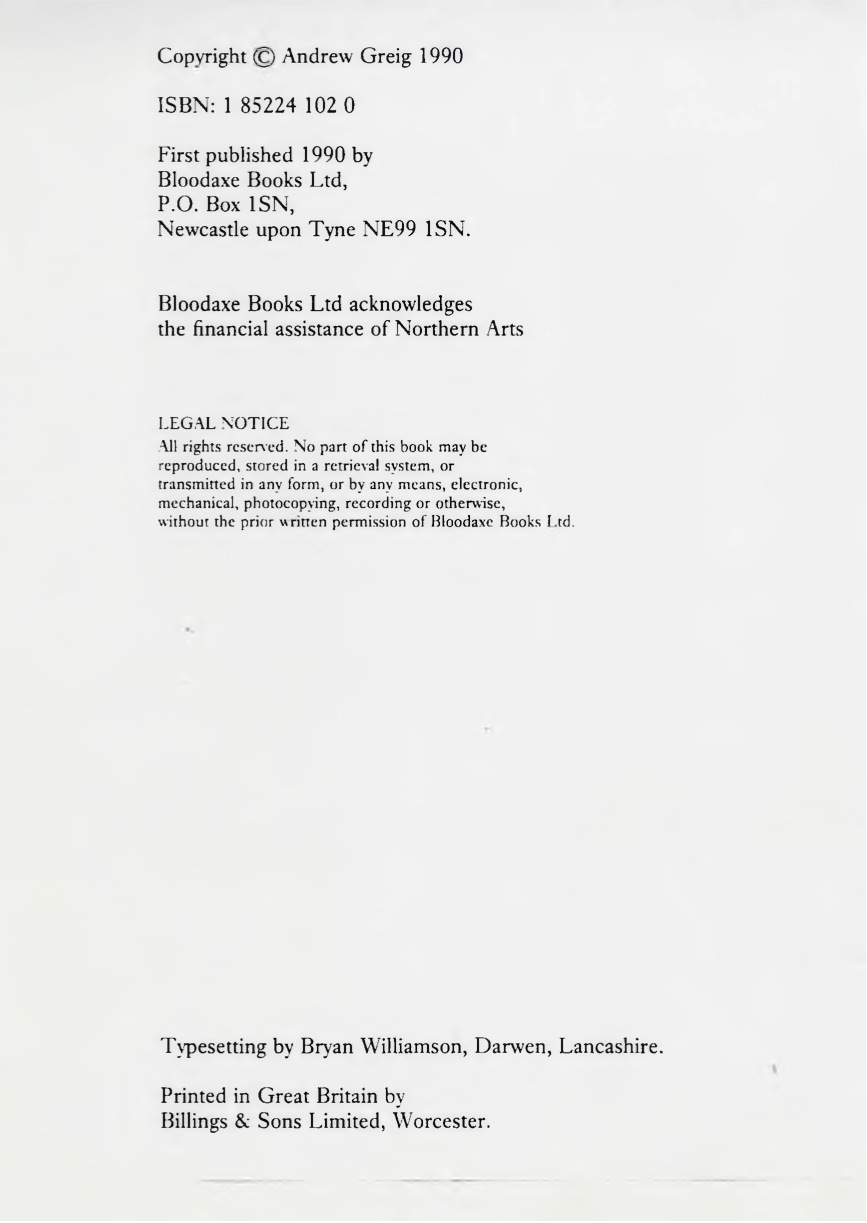 Copyright © Andrew Greig 1990
ISBN: 1 85224 102 0
First published 1990 by
Bloodaxe Books Ltd,
P.O. Box 1SN,
Newcastle upon Tyne NE99 1SN.
Bloodaxe Books Ltd acknowledges
the financial assistance of Northern Arts
LEGAL NOTICE
All rights reserved. No part of this book may be
reproduced, stored in a retrieval system, or
transmitted in any form, or by any means, electronic,
mechanical, photocopying, recording or otherwise,
without the prior written permission of Bloodaxe Books Ltd.
Typesetting by Bryan Williamson, Darwen, Lancashire.
Printed in Great Britain by
Billings & Sons Limited, Worcester.